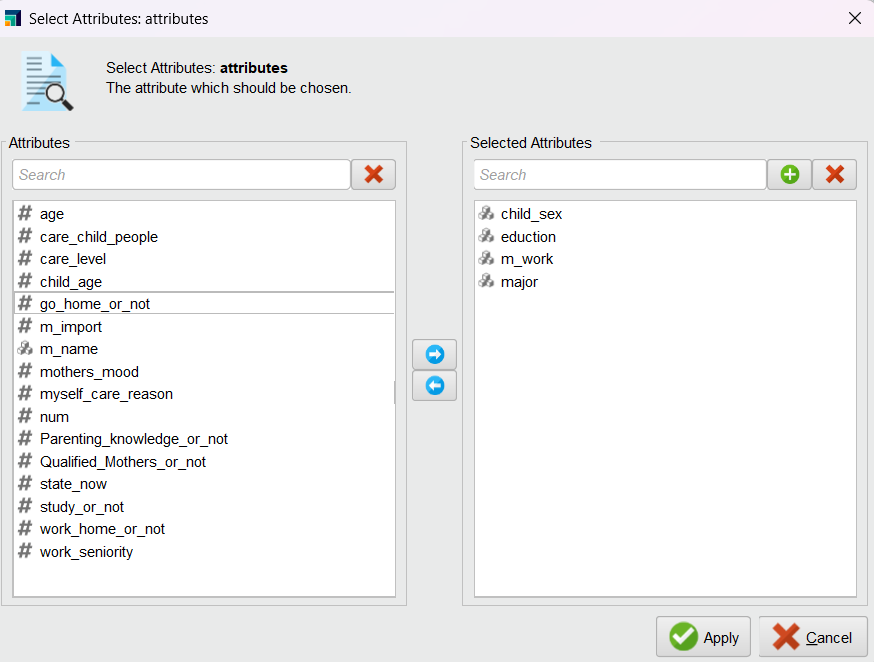 Select Attributes: attributes
Select Attributes: attributes
The attribute which should be chosen.
Attributes
Search
age
care_child_people
care_level
child_age
go_home_or_not
m_import
m_name
mothers_mood
myself_care_reason
num
Parenting_knowledge_or_not
Qualified_Mothers_or_not
state_now
study_or_not
work_home_or_not
work_seniority
Selected Attributes
Search
child_sex
eduction
m_work
major
Apply
Cancel